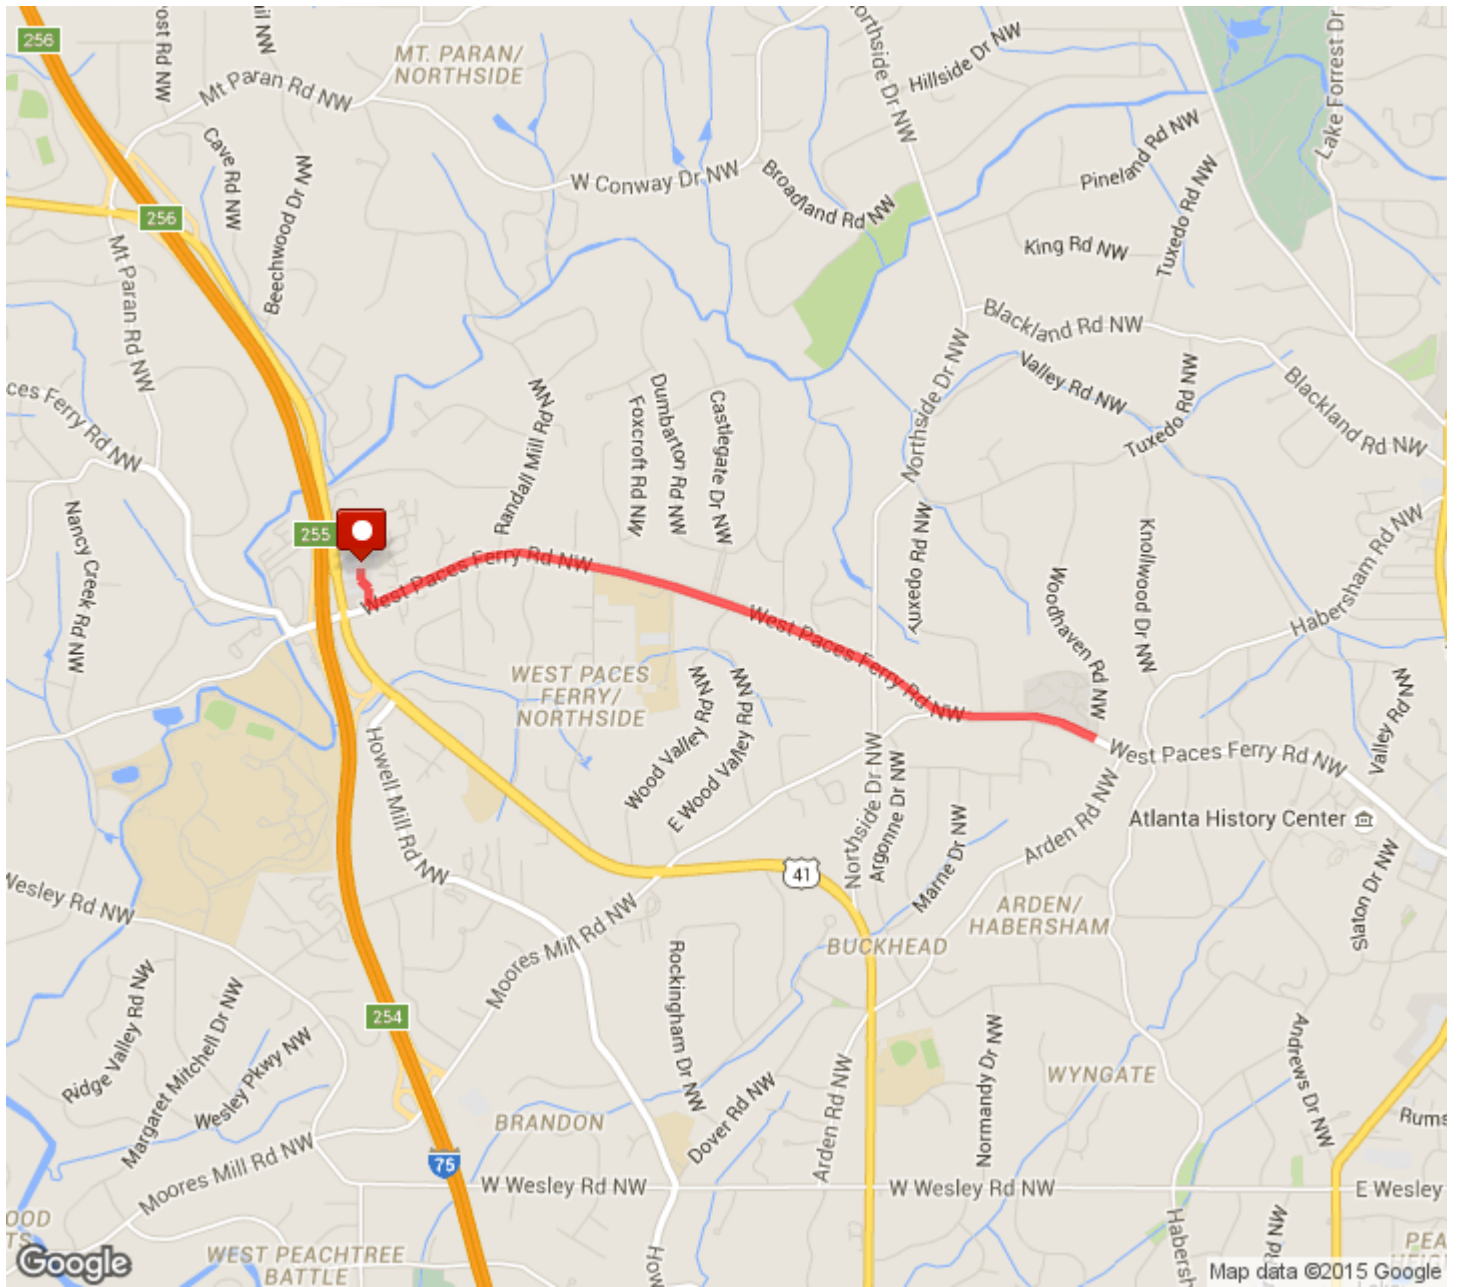 256
MT. PARAN/
NORTHSIDE
Northside Dr NW
Hillside Dr NW
Lake Forrest Dr
Mt Paran Rd NW
Cave Rd NW
Beechwood Dr NW
W Conway Dr NW
Broadland Rd NW
Pineland Rd NW
Tuxedo Rd NW
King Rd NW
256
Mt Paran Rd NW
Blackland Rd NW
Valley Rd NW
Tuxedo Rd NW
Blackland Rd NW
Northside Dr NW
aces Ferry Rd NW
Randall Mill Rd NW
Foxcroft Rd NW
Dumbarton Rd NW
Castlegate Dr NW
Nancy Creek Rd NW
255
Tuxedo Rd NW
Knollwood Dr NW
Woodhaven Rd NW
Habersham Rd NW
West Paces Ferry Rd NW
West Paces Ferry Rd NW
WEST PACES
FERRY/
NORTHSIDE
Wood Valley Rd NW
E Wood Valley Rd NW
Howell Mill Rd NW
Northside Dr NW
Argonne Dr NW
Marne Dr NW
West Paces Ferry Rd NW
Valley Rd NW
Arden Rd NW
Atlanta History Center
Slaton Dr NW
41
Wesley Rd NW
Moores Mill Rd NW
BUCKHEAD
ARDEN/
HABERSHAM
Ridge Valley Rd NW
Margaret Mitchell Dr NW
Wesley Pkwy NW
254
Rockingham Dr NW
Dover Rd NW
Arden Rd NW
Normandy Dr NW
WYNGATE
Andrews Dr NW
BRANDON
Moores Mill Rd NW
75
W Wesley Rd NW
W Wesley Rd NW
E Wesley
WEST PEACHTREE
BATTLE
Google
Map data ©2015 Google